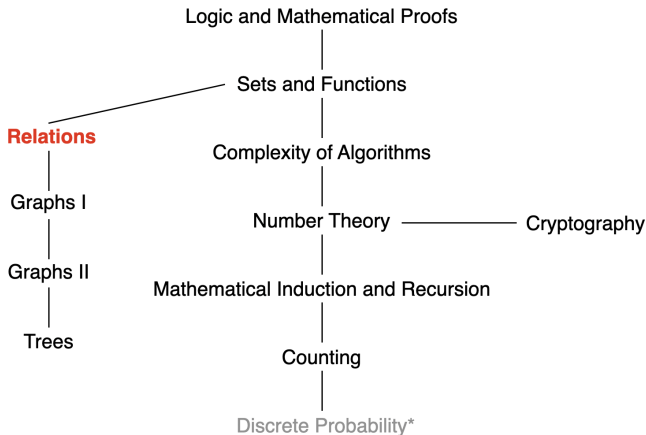 Logic and Mathematical Proofs
Sets and Functions
Relations
Complexity of Algorithms
Graphs I
Number Theory
Cryptography
Graphs II
Mathematical Induction and Recursion
Trees
Counting
Discrete Probability*